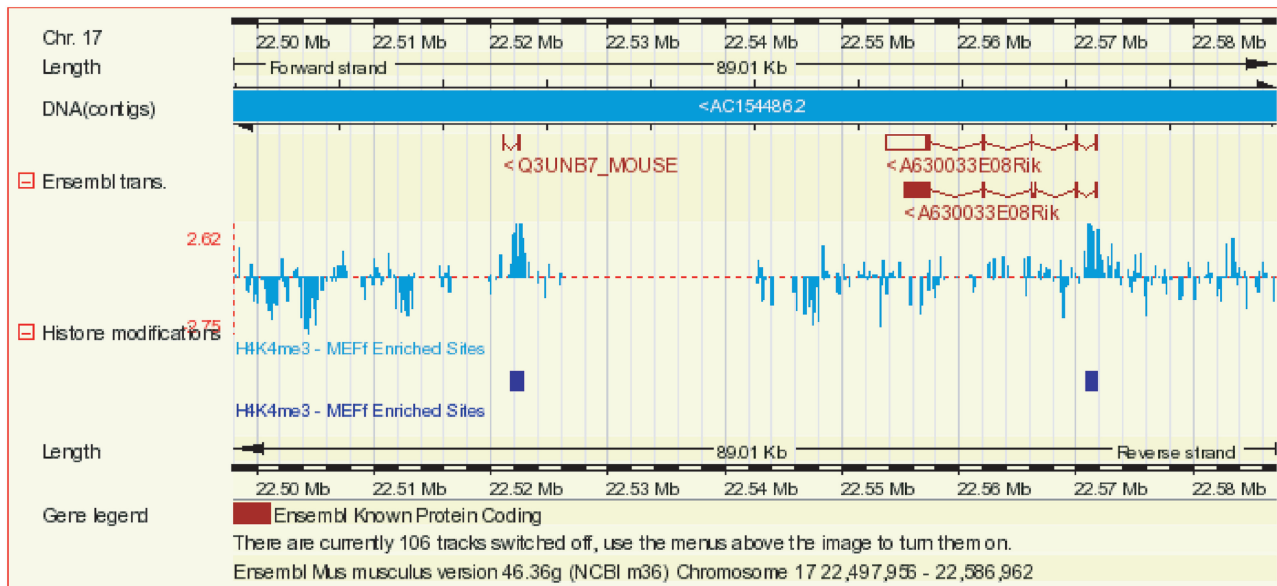 Chr. 17
22.50 Mb 22.51 Mb 22.52 Mb 22.53 Mb 22.54 Mb 22.55 Mb 22.56 Mb 22.57 Mb 22.58 Mb
Length Forward strand 89.01 Kb
DNA(contigs) <AC154486.2
<Q3UNB7_MOUSE <A630033E08Rik
Ensembl trans.
<A630033E08Rik
2.62
-2.75
Histone modifications
H4K4me3 - MEFf Enriched Sites
H4K4me3 - MEFf Enriched Sites
Length 89.01 Kb Reverse strand
22.50 Mb 22.51 Mb 22.52 Mb 22.53 Mb 22.54 Mb 22.55 Mb 22.56 Mb 22.57 Mb 22.58 Mb
Gene legend Ensembl Known Protein Coding
There are currently 106 tracks switched off, use the menus above the image to turn them on.
Ensembl Mus musculus version 46.36g (NCBI m36) Chromosome 17 22,497,956 - 22,586,962